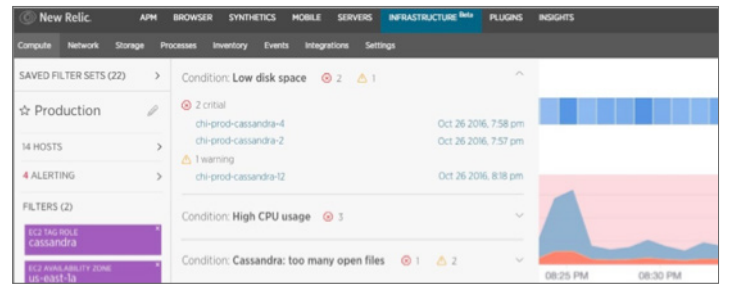 New Relic. APM BROWSER SYNTHETICS MOBILE SERVERS INFRASTRUCTURE Beta PLUGINS INSIGHTS
Compute Network Storage Processes Inventory Events Integrations Settings
SAVED FILTER SETS (22)
Production
14 HOSTS
4 ALERTING
FILTERS (2)
EC2 TAG ROLE
cassandra
EC2 AVAILABILITY ZONE
us-east-1a
Condition: Low disk space 2 1
2 critial
chi-prod-cassandra-4 Oct 26 2016, 7:58 pm
chi-prod-cassandra-2 Oct 26 2016, 7:57 pm
1 warning
chi-prod-cassandra-12 Oct 26 2016, 8:18 pm
Condition: High CPU usage 3
Condition: Cassandra: too many open files 1 2
08:25 PM 08:30 PM